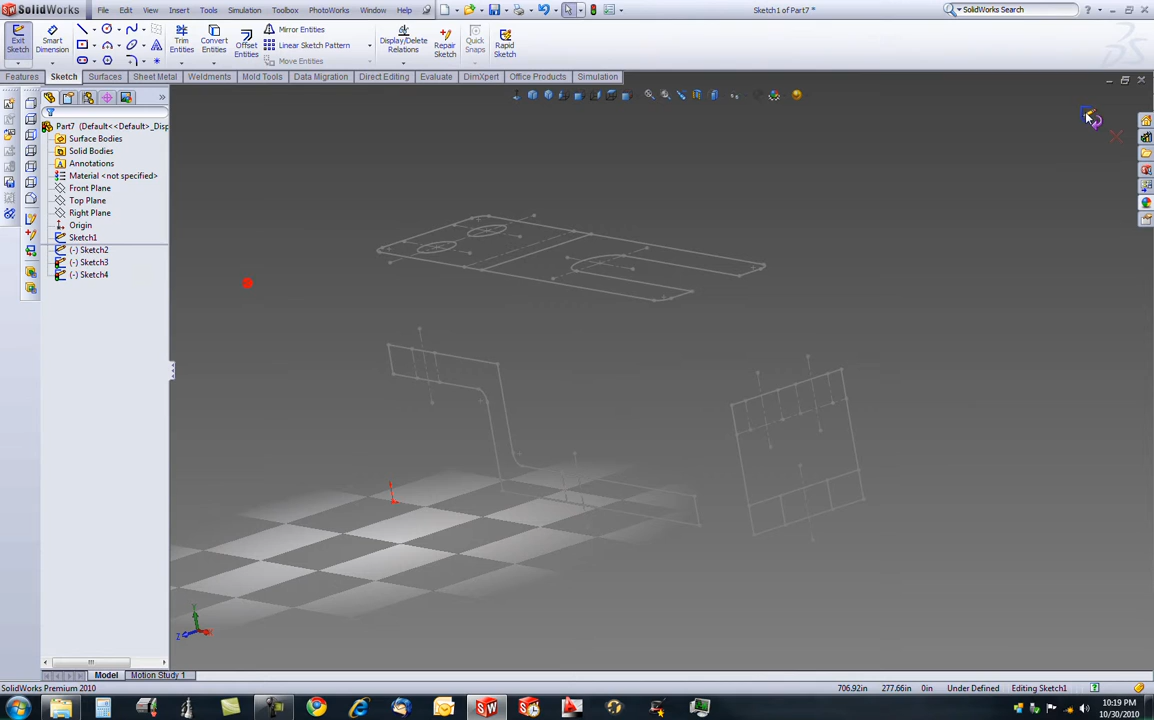 SolidWorks
File Edit View Insert Tools Simulation Toolbox PhotoWorks Window Help
Sketch1 of Part7 *
SolidWorks Search
Exit Sketch
Smart Dimension
Trim Entities
Convert Entities
Offset Entities
Mirror Entities
Linear Sketch Pattern
Move Entities
Display/Delete Relations
Repair Sketch
Quick Snaps
Rapid Sketch
Features Sketch Surfaces Sheet Metal Weldments Mold Tools Data Migration Direct Editing Evaluate DimXpert Office Products Simulation
Part7 (Default<<Default>_Disp
Surface Bodies
Solid Bodies
Annotations
Material <not specified>
Front Plane
Top Plane
Right Plane
Origin
Sketch1
(-) Sketch2
(-) Sketch3
(-) Sketch4
Y
Z
Model Motion Study 1
SolidWorks Premium 2010
706.92in 277.66in 0in Under Defined Editing Sketch1
10:19 PM
10/30/2010